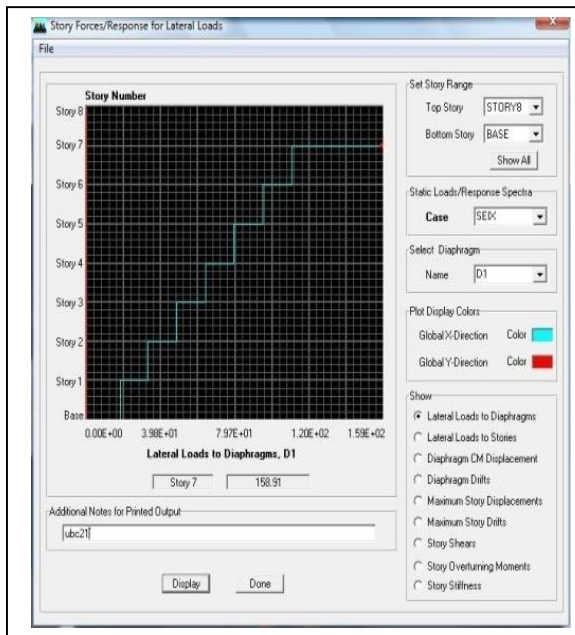 Story Forces/Response for Lateral Loads
File
Story Number
Story 8
Story 7
Story 6
Story 5
Story 4
Story 3
Story 2
Story 1
Base
0.00E+00 3.98E+01 7.97E+01 1.20E+02 1.59E+02
Lateral Loads to Diaphragms, D1
Story 7 158.91
Additional Notes for Printed Output
ubc21
Display Done
Set Story Range
Top Story STORY8
Bottom Story BASE
Show All
Static Loads/Response Spectra
Case SEIX
Select Diaphragm
Name D1
Plot Display Colors
Global X-Direction Color
Global Y-Direction Color
Show
Lateral Loads to Diaphragms
Lateral Loads to Stories
Diaphragm CM Displacement
Diaphragm Drifts
Maximum Story Displacements
Maximum Story Drifts
Story Shears
Story Overturning Moments
Story Stiffness